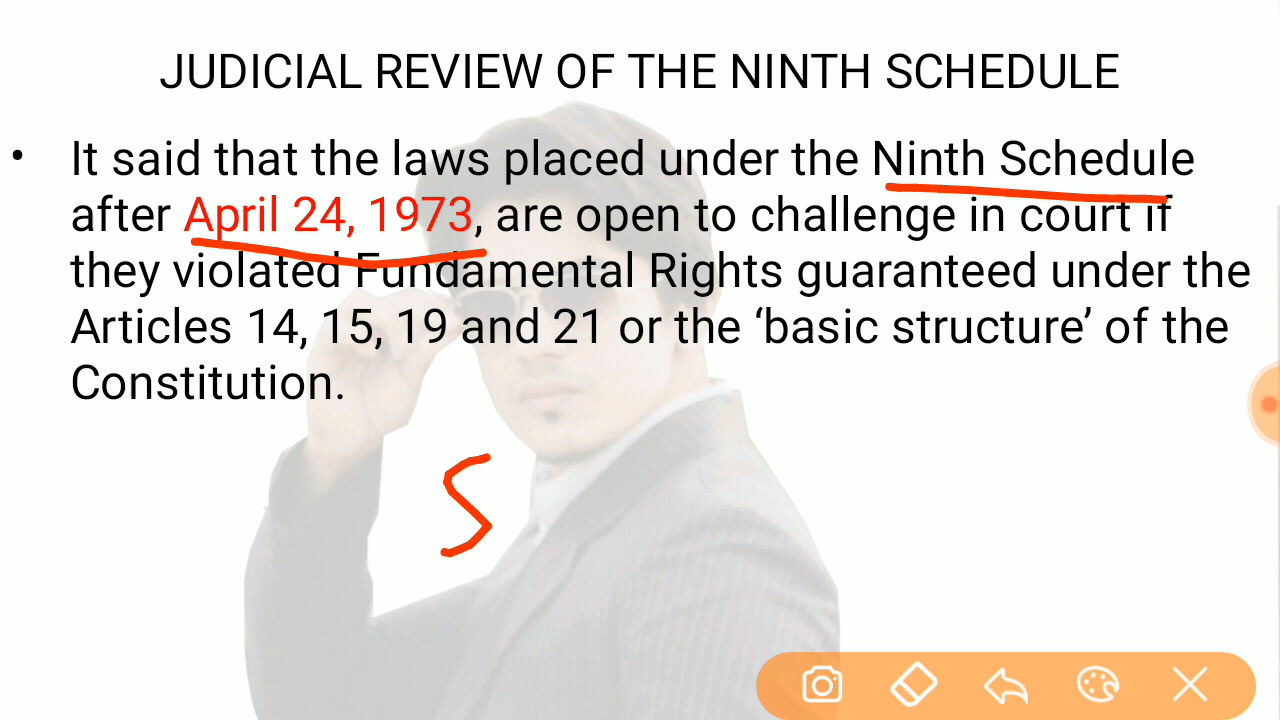 JUDICIAL REVIEW OF THE NINTH SCHEDULE
• It said that the laws placed under the Ninth Schedule
after April 24, 1973, are open to challenge in court if
they violated Fundamental Rights guaranteed under the
Articles 14, 15, 19 and 21 or the ‘basic structure’ of the
Constitution.
S